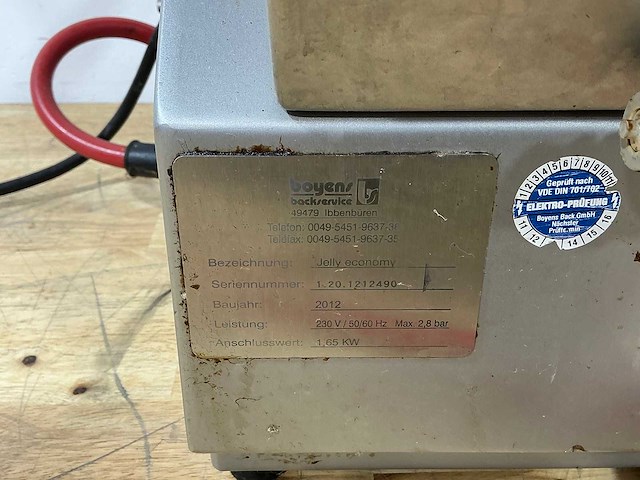 boyens
backservice
49479 Ibbenbüren
Telefon: 0049-5451-9637-
Telefax: 0049-5451-9637-35
Bezeichnung: Jelly economy
Seriennummer: 1.20.1212490
Baujahr: 2012
Leistung: 230 V / 50/60 Hz Max. 2,8 bar
Anschlusswert: 1,65 KW
1 2 3 4 5 6 7 8 9 10 11
Geprüft nach
VDE DIN 701/702
ELEKTRO-PRÜFUNG
Boyens Back.GmbH
Nächster
Prüftermin
11 12 14 15 16